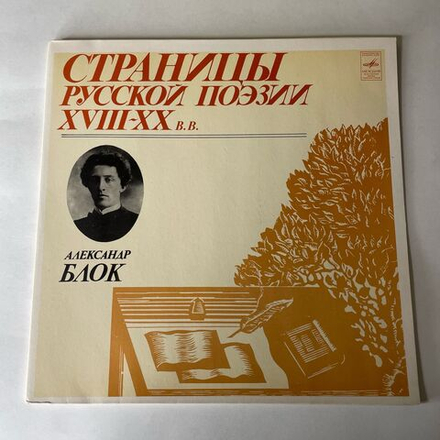 СТРАНИЦЫ
РУССКОЙ ПОЭЗИИ
XVIII-XX В.В.
АЛЕКСАНДР
БЛОК